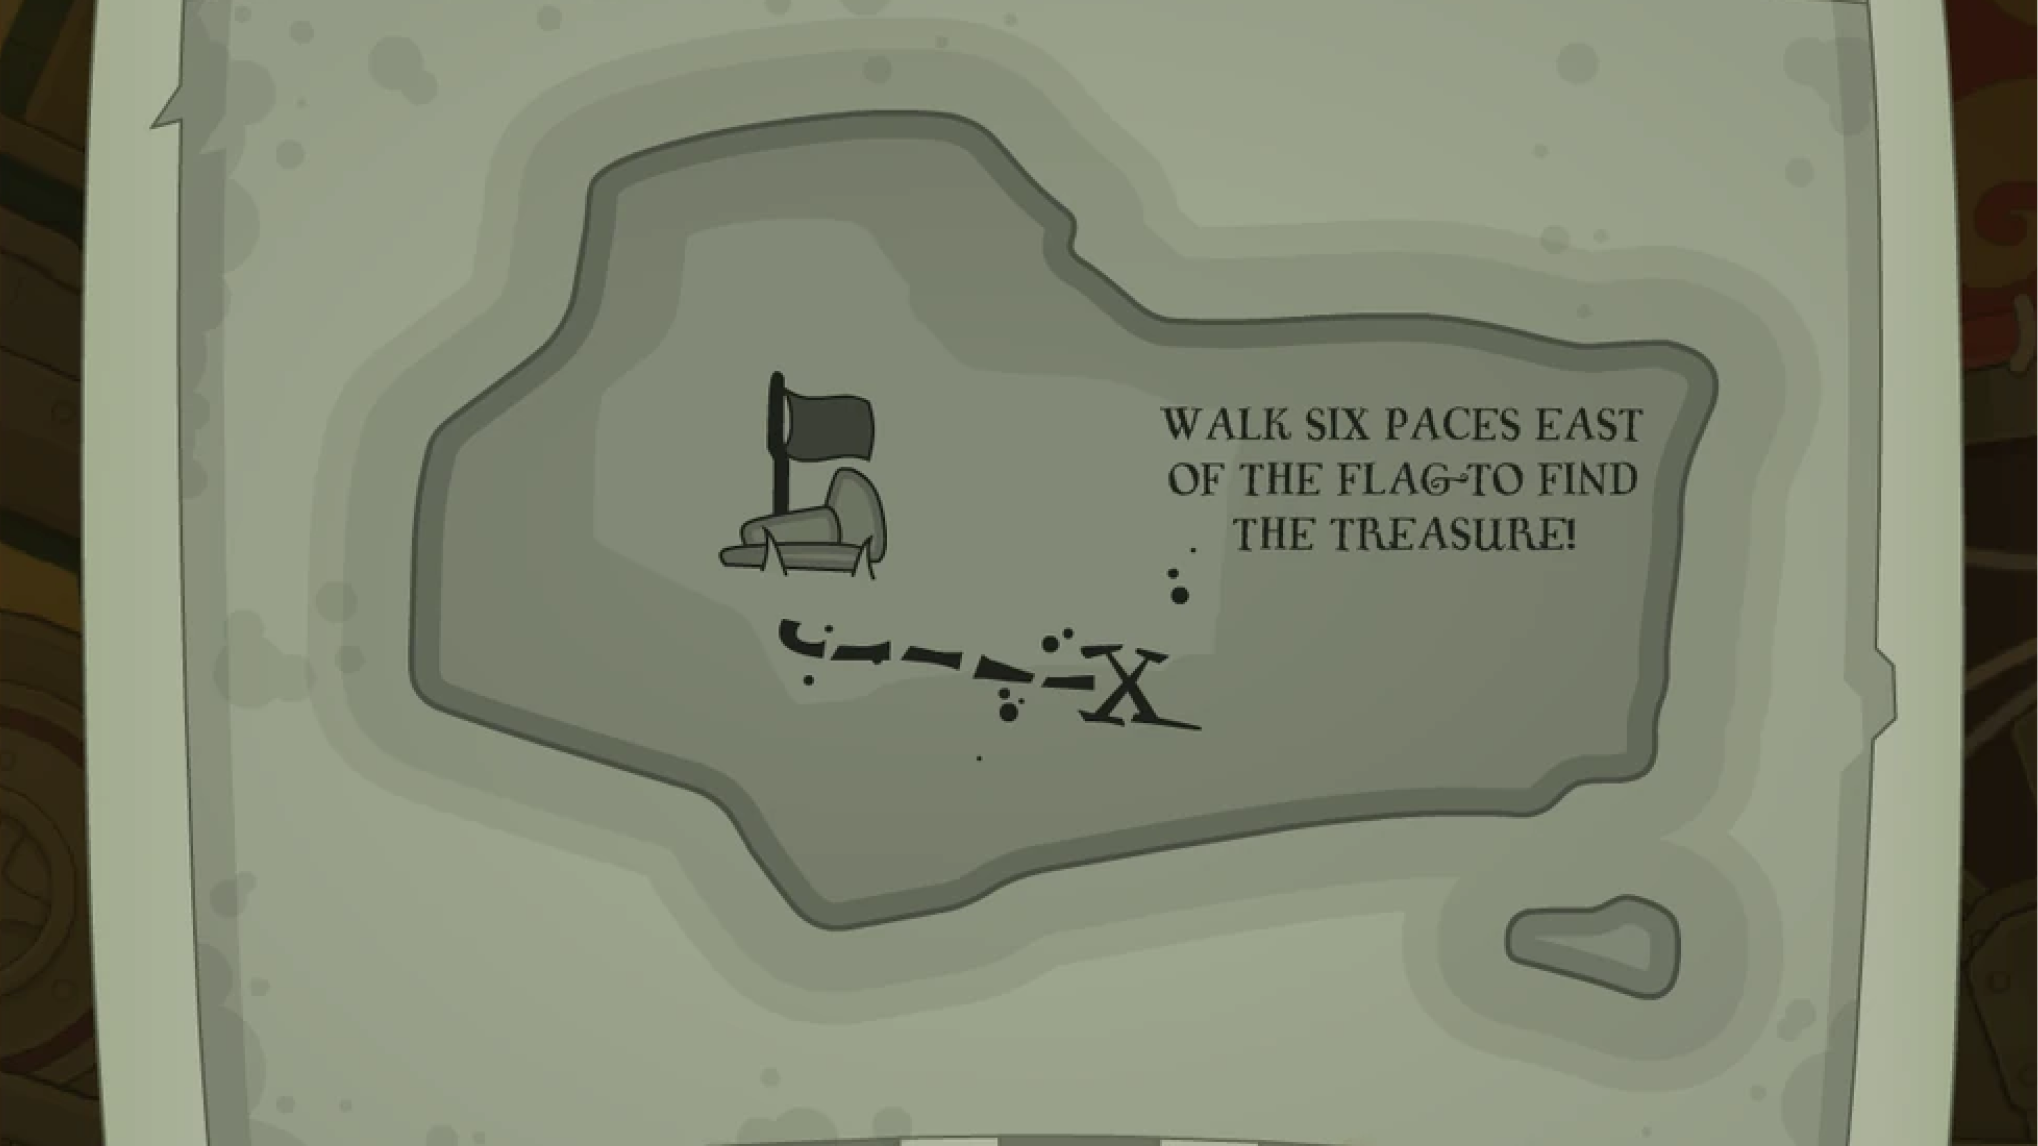 WALK SIX PACES EAST
OF THE FLAG TO FIND
THE TREASURE!
X